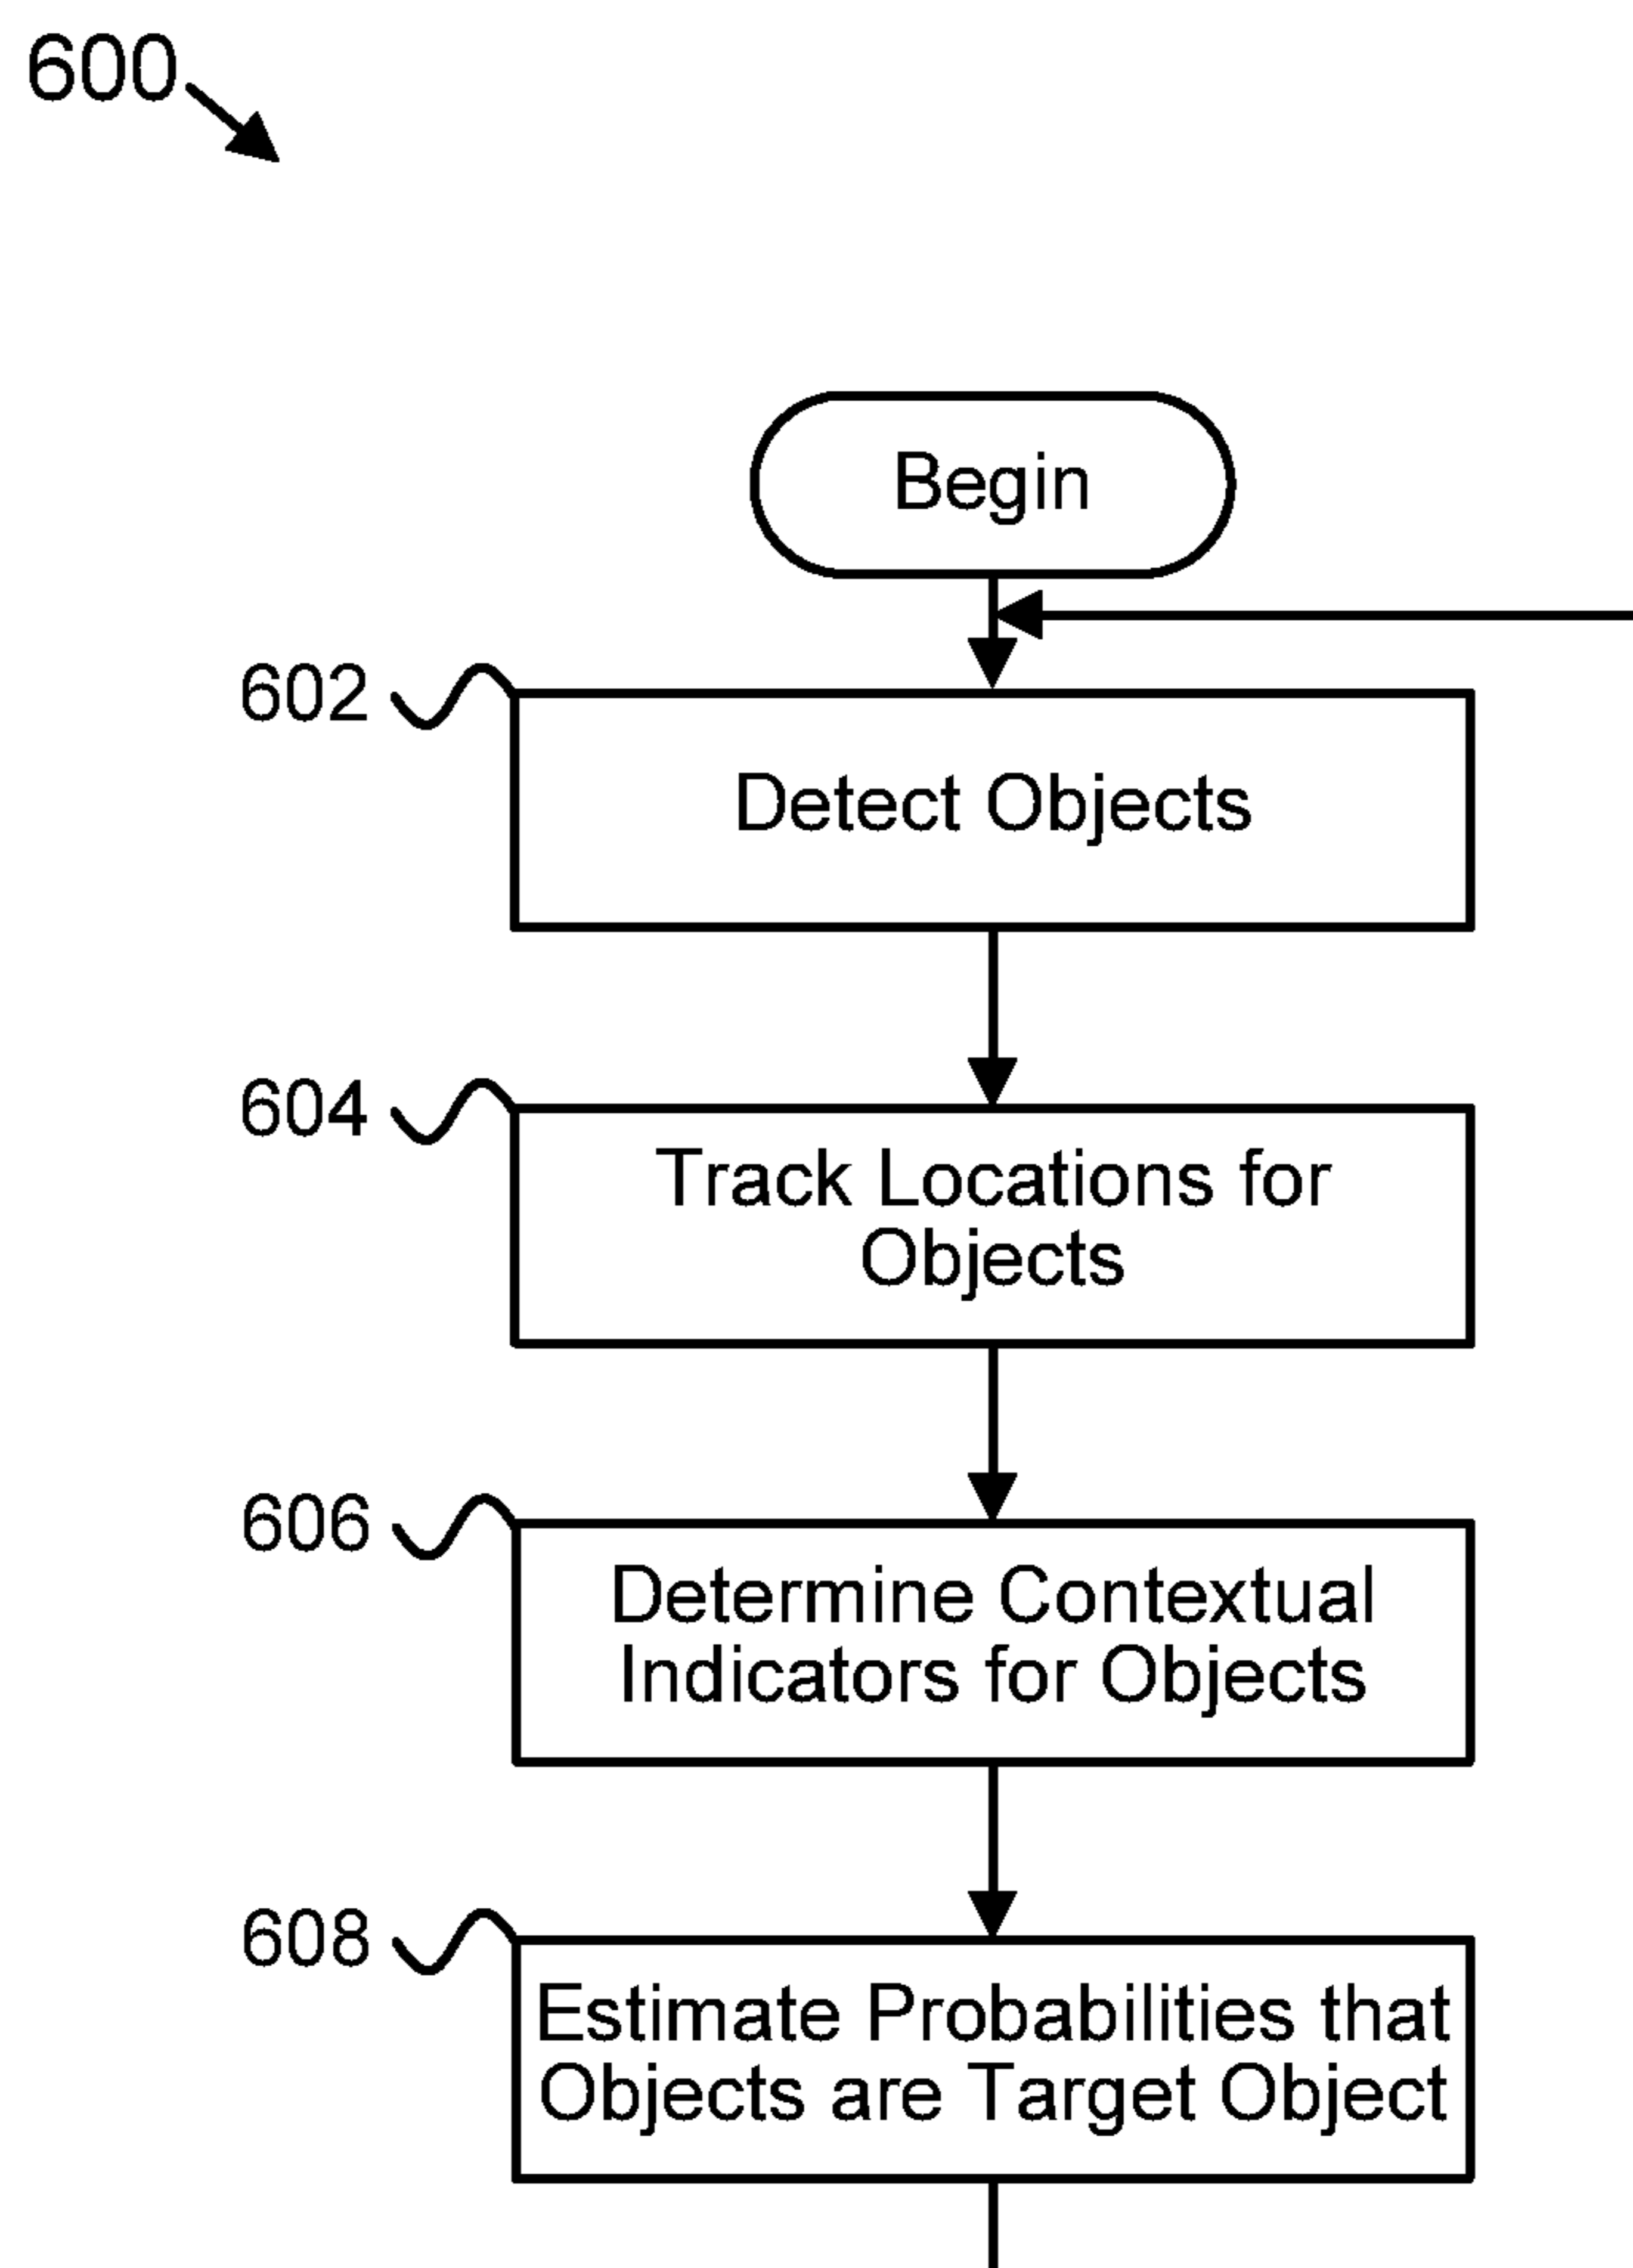 600
Begin
602
Detect Objects
604
Track Locations for
Objects
606
Determine Contextual
Indicators for Objects
608
Estimate Probabilities that
Objects are Target Object